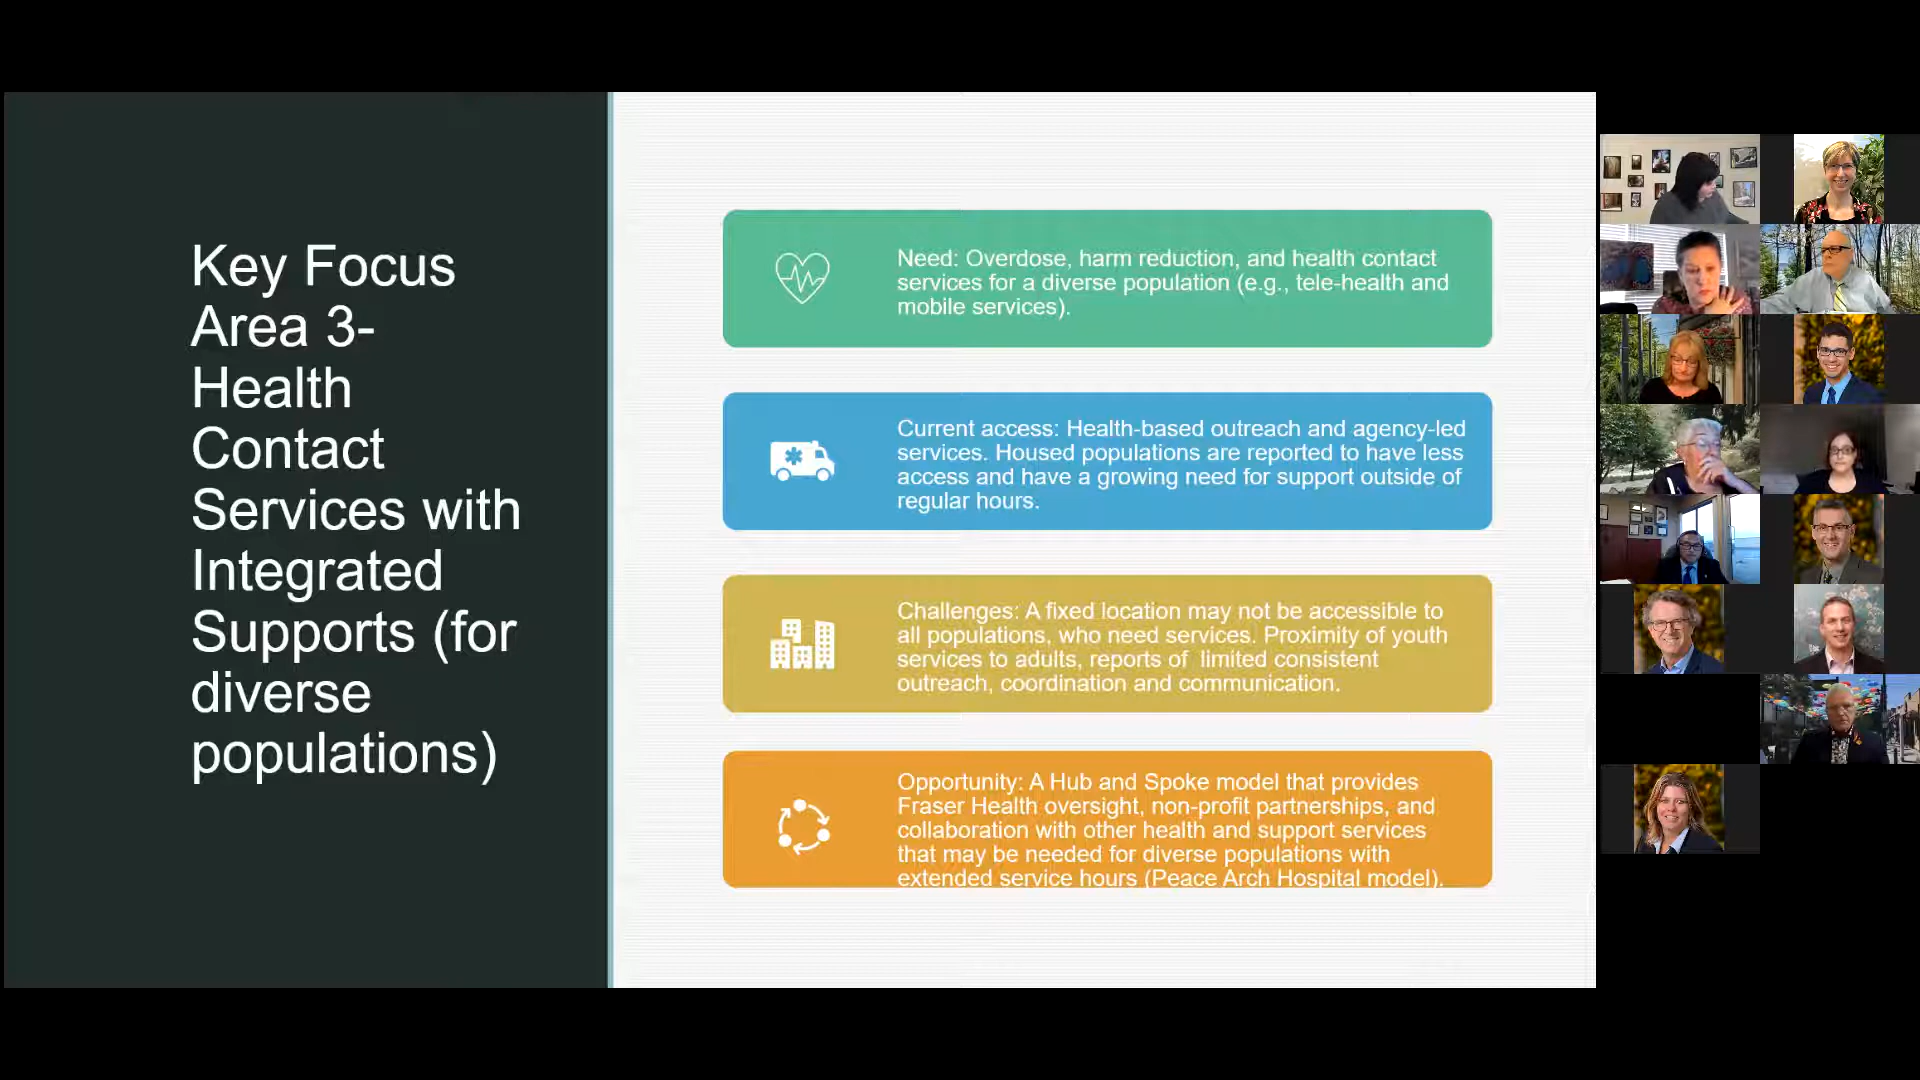 Key Focus
Area 3-
Health
Contact
Services with
Integrated
Supports (for
diverse
populations)
Need: Overdose, harm reduction, and health contact
services for a diverse population (e.g., tele-health and
mobile services).
Current access: Health-based outreach and agency-led
services. Housed populations are reported to have less
access and have a growing need for support outside of
regular hours.
Challenges: A fixed location may not be accessible to
all populations, who need services. Proximity of youth
services to adults, reports of limited consistent
outreach, coordination and communication.
Opportunity: A Hub and Spoke model that provides
Fraser Health oversight, non-profit partnerships, and
collaboration with other health and support services
that may be needed for diverse populations with
extended service hours (Peace Arch Hospital model).